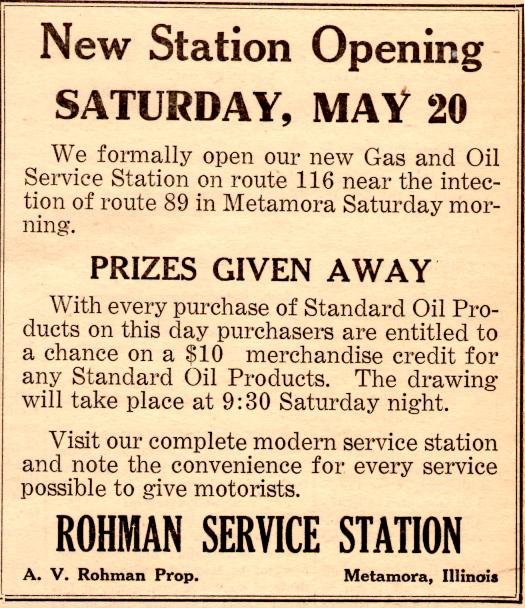 New Station Opening
SATURDAY, MAY 20
We formally open our new Gas and Oil
Service Station on route 116 near the intec-
tion of route 89 in Metamora Saturday mor-
ning.
PRIZES GIVEN AWAY
With every purchase of Standard Oil Pro-
ducts on this day purchasers are entitled to
a chance on a $10 merchandise credit for
any Standard Oil Products. The drawing
will take place at 9:30 Saturday night.
Visit our complete modern service station
and note the convenience for every service
possible to give motorists.
ROHMAN SERVICE STATION
A. V. Rohman Prop. Metamora, Illinois